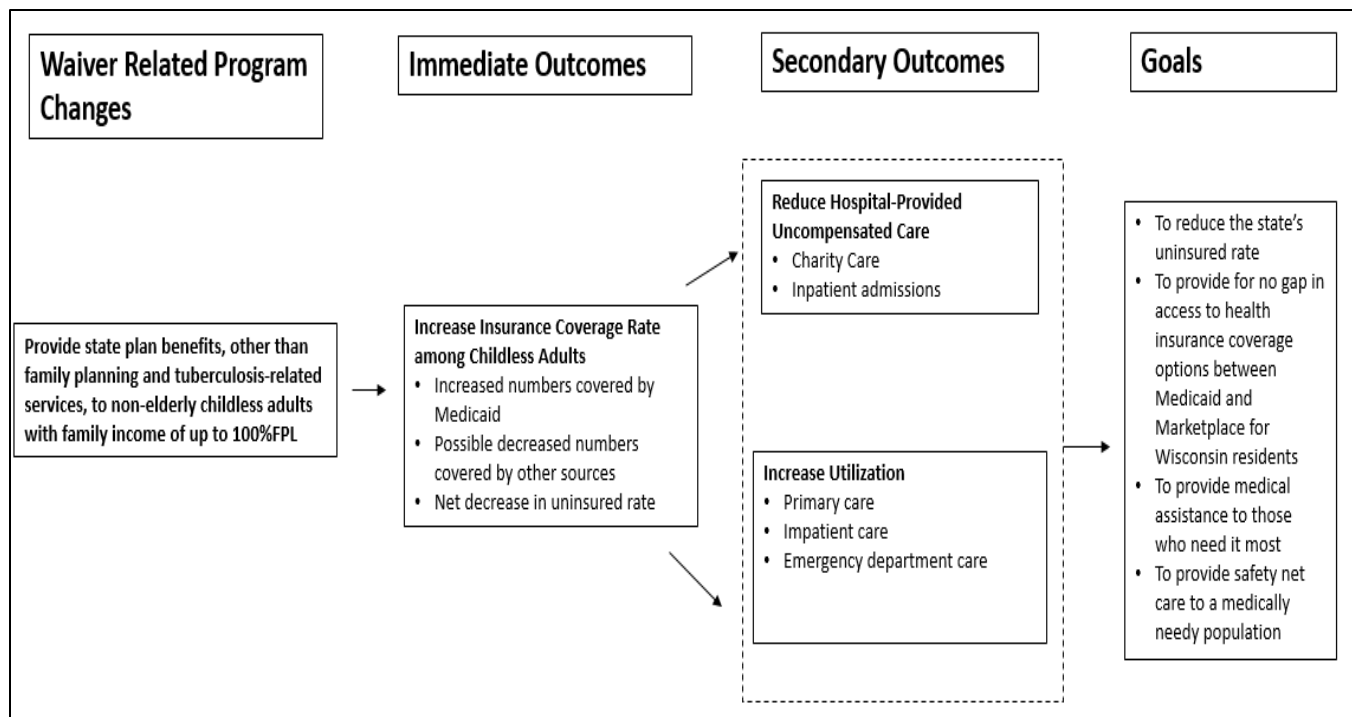 Waiver Related Program
Changes
Immediate Outcomes
Secondary Outcomes
Goals
Provide state plan benefits, other than
family planning and tuberculosis-related
services, to non-elderly childless adults
with family income of up to 100%FPL
Increase Insurance Coverage Rate
among Childless Adults
• Increased numbers covered by
Medicaid
• Possible decreased numbers
covered by other sources
• Net decrease in uninsured rate
Reduce Hospital-Provided
Uncompensated Care
• Charity Care
• Inpatient admissions
Increase Utilization
• Primary care
• Impatient care
• Emergency department care
• To reduce the state's
uninsured rate
• To provide for no gap in
access to health
insurance coverage
options between
Medicaid and
Marketplace for
Wisconsin residents
• To provide medical
assistance to those
who need it most
• To provide safety net
care to a medically
needy population